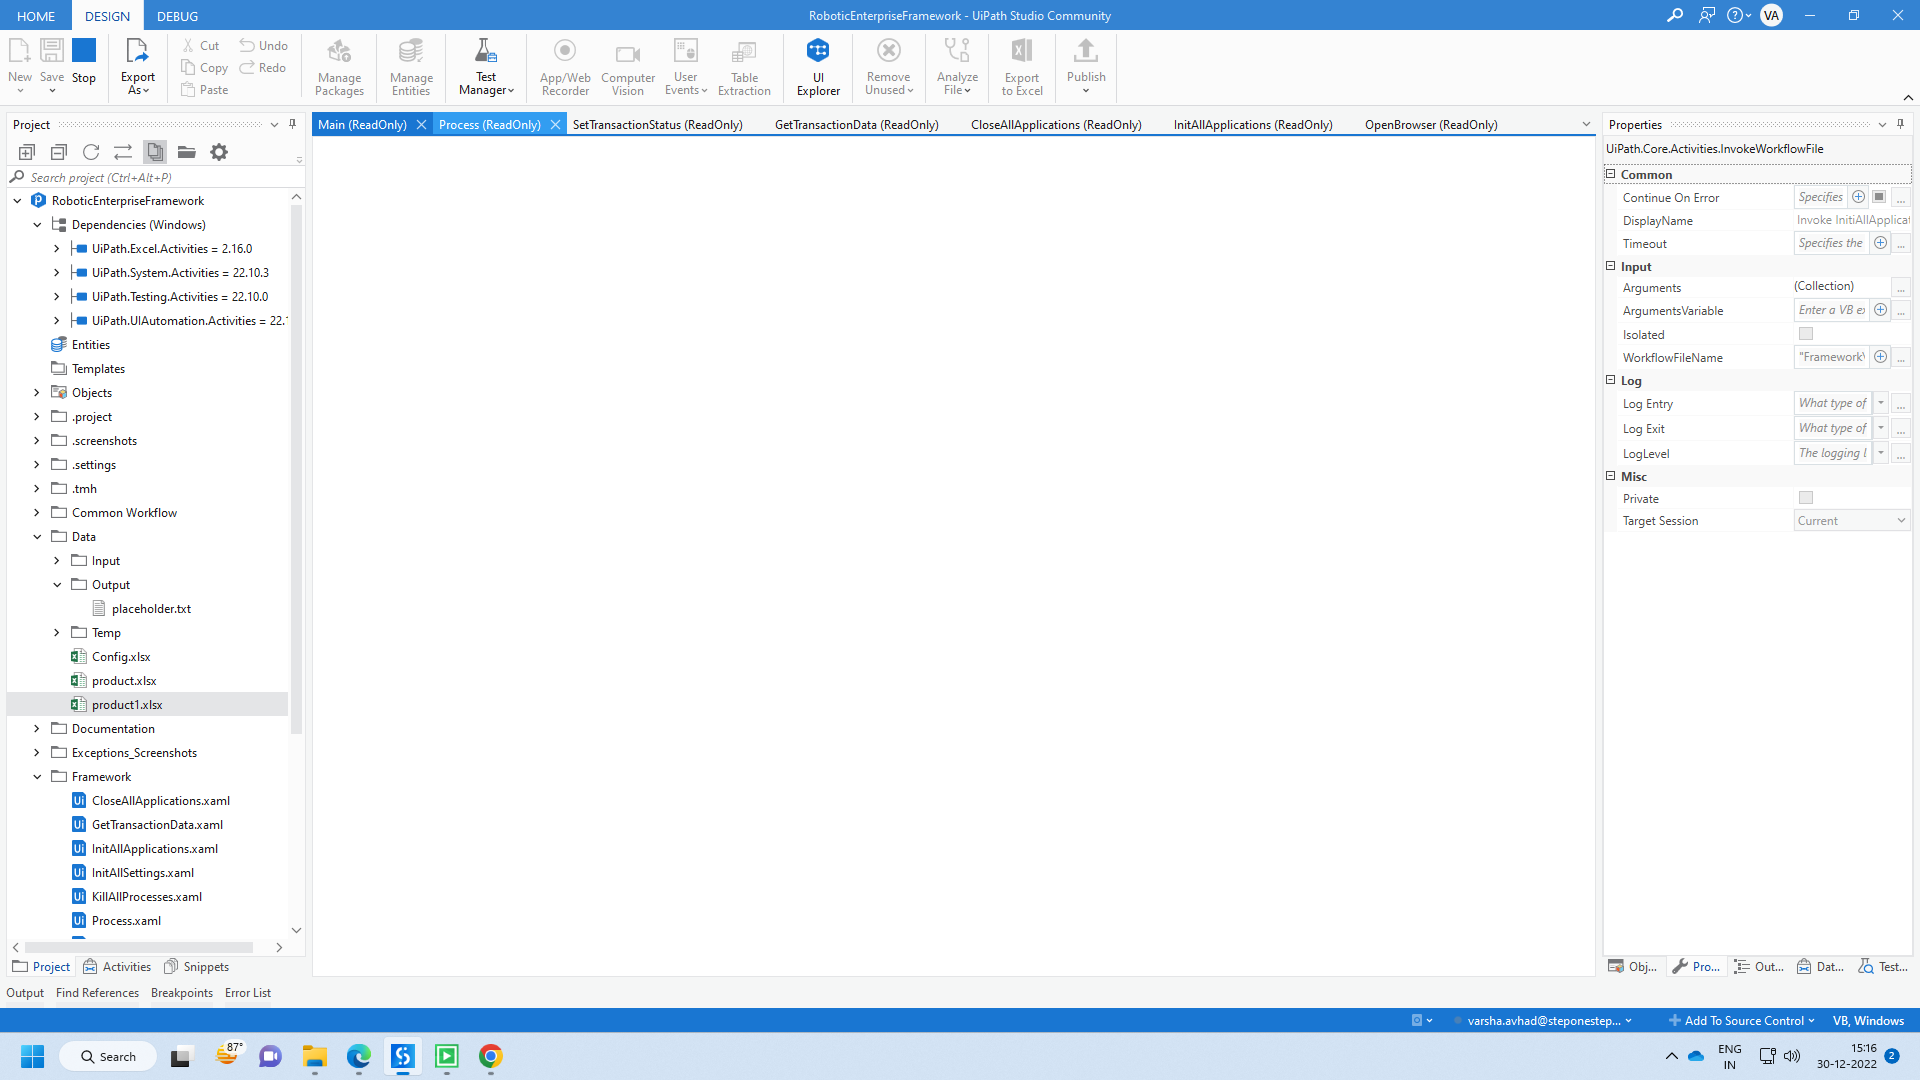 HOME DESIGN DEBUG
RoboticEnterpriseFramework - UiPath Studio Community
VA
New Save Stop
Export As
Cut
Copy
Paste
Undo
Redo
Manage Packages
Manage Entities
Test Manager
App/Web Recorder
Computer Vision
User Events
Table Extraction
UI Explorer
Remove Unused
Analyze File
Export to Excel
Publish
Project
Search project (Ctrl+Alt+P)
RoboticEnterpriseFramework
Dependencies (Windows)
UiPath.Excel.Activities = 2.16.0
UiPath.System.Activities = 22.10.3
UiPath.Testing.Activities = 22.10.0
UiPath.UIAutomation.Activities = 22.
Entities
Templates
Objects
.project
.screenshots
.settings
.tmh
Common Workflow
Data
Input
Output
placeholder.txt
Temp
Config.xlsx
product.xlsx
product1.xlsx
Documentation
Exceptions_Screenshots
Framework
CloseAllApplications.xaml
GetTransactionData.xaml
InitAllApplications.xaml
InitAllSettings.xaml
KillAllProcesses.xaml
Process.xaml
Project Activities Snippets
Main (ReadOnly) Process (ReadOnly) SetTransactionStatus (ReadOnly) GetTransactionData (ReadOnly) CloseAllApplications (ReadOnly) InitAllApplications (ReadOnly) OpenBrowser (ReadOnly)
Properties
UiPath.Core.Activities.InvokeWorkflowFile
Common
Continue On Error Specifies ...
DisplayName Invoke InitiAllApplicat
Timeout Specifies the ...
Input
Arguments (Collection) ...
ArgumentsVariable Enter a VB ex ...
Isolated
WorkflowFileName "Framework\ ...
Log
Log Entry What type of ...
Log Exit What type of ...
LogLevel The logging l ...
Misc
Private
Target Session Current
Obj... Pro... Out... Dat... Test...
Output Find References Breakpoints Error List
varsha.avhad@steponestep... Add To Source Control VB, Windows
Search
87°
ENG
IN
15:16
30-12-2022
2